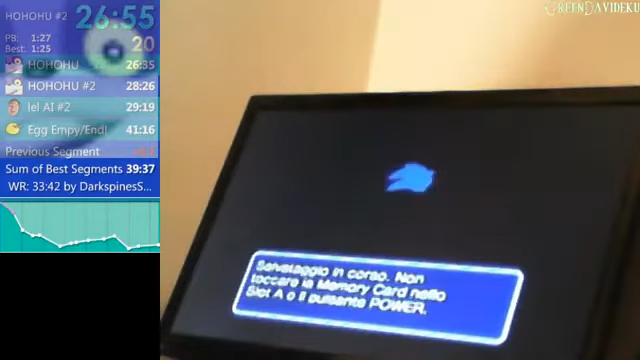 GREENDAVIDEKU
HOHOHU #2
26:55
20
PB: 1:27
Best: 1:25
HOHOHU 26:35
HOHOHU #2 28:26
lel AI #2 29:19
Egg Empy/End! 41:16
Previous Segment
Sum of Best Segments 39:37
WR: 33:42 by DarkspinesS...
Salvataggio in corso. Non
toccare la Memory Card nello
Slot A o il pulsante POWER.